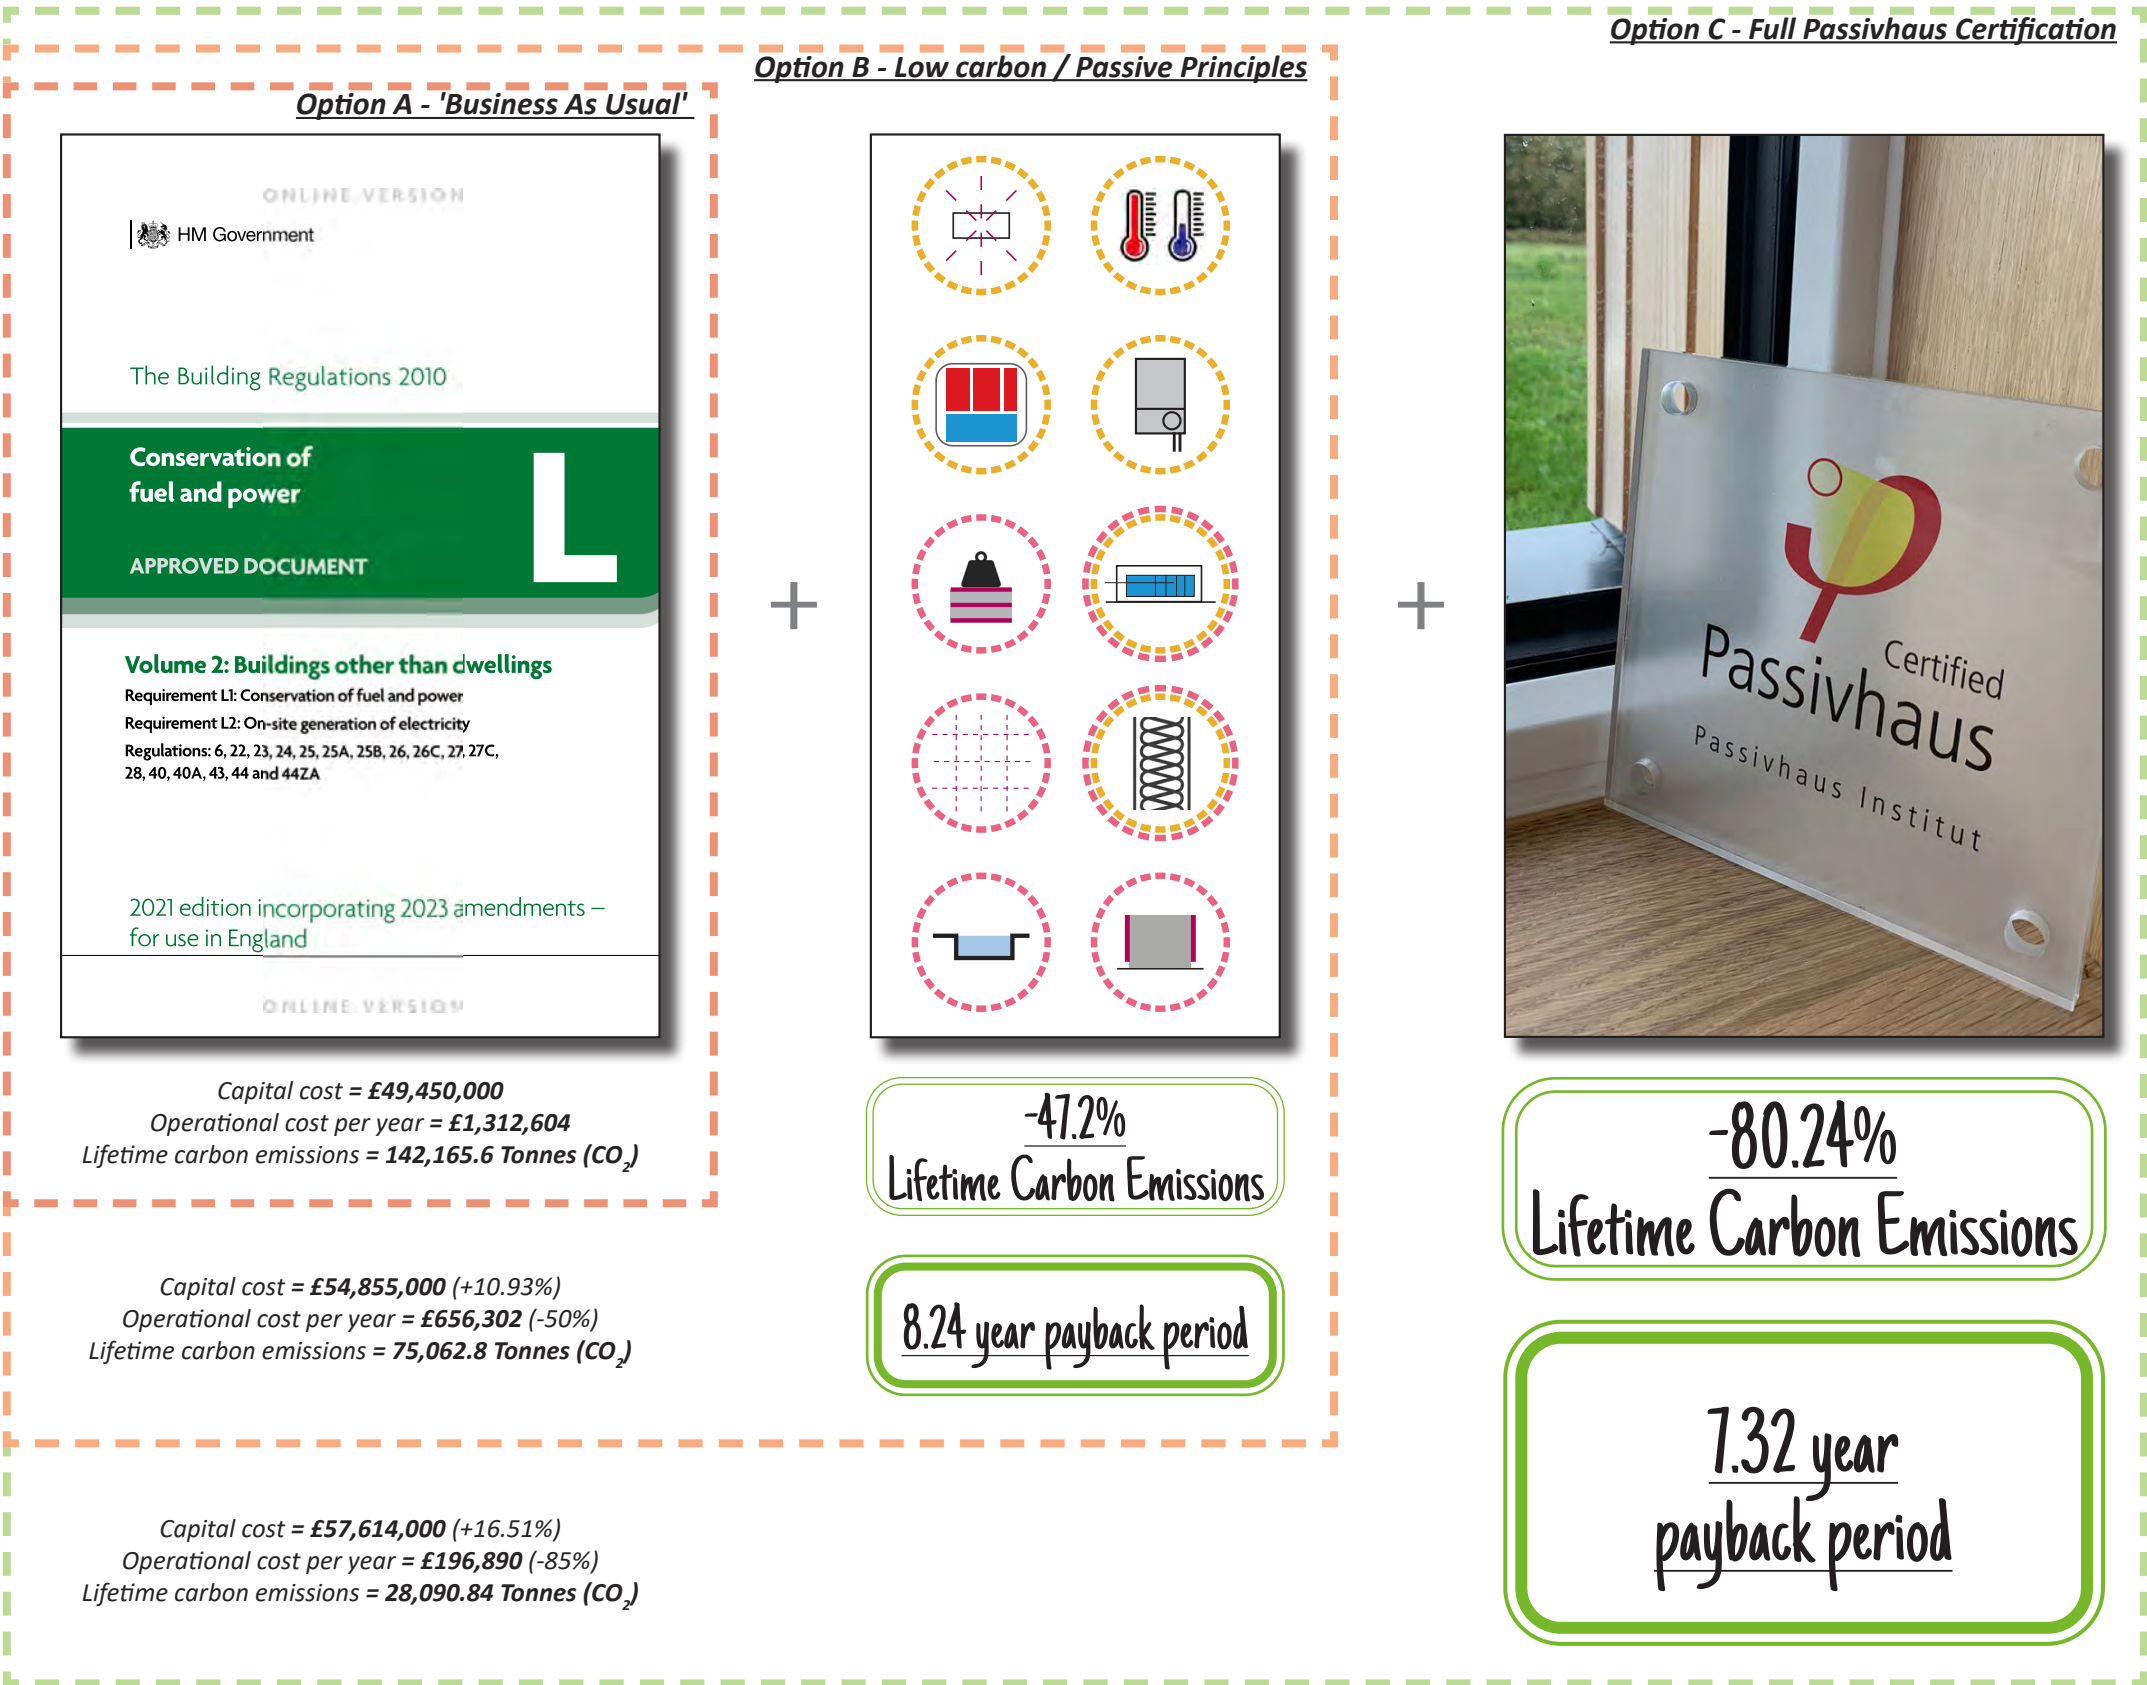 Option C - Full Passivhaus Certification
Option B - Low carbon / Passive Principles
Option A - 'Business As Usual'
ONLINE VERSION
HM Government
The Building Regulations 2010
Conservation of
fuel and power
APPROVED DOCUMENT
L
Volume 2: Buildings other than dwellings
Requirement L1: Conservation of fuel and power
Requirement L2: On-site generation of electricity
Regulations: 6, 22, 23, 24, 25, 25A, 25B, 26, 26C, 27, 27C,
28, 40, 40A, 43, 44 and 44ZA
2021 edition incorporating 2023 amendments –
for use in England
ONLINE VERSION
+
+
Certified
Passivhaus
Passivhaus Institut
Capital cost = £49,450,000
Operational cost per year = £1,312,604
Lifetime carbon emissions = 142,165.6 Tonnes (CO₂)
-47.2%
Lifetime Carbon Emissions
-80.24%
Lifetime Carbon Emissions
Capital cost = £54,855,000 (+10.93%)
Operational cost per year = £656,302 (-50%)
Lifetime carbon emissions = 75,062.8 Tonnes (CO₂)
8.24 year payback period
7.32 year
payback period
Capital cost = £57,614,000 (+16.51%)
Operational cost per year = £196,890 (-85%)
Lifetime carbon emissions = 28,090.84 Tonnes (CO₂)